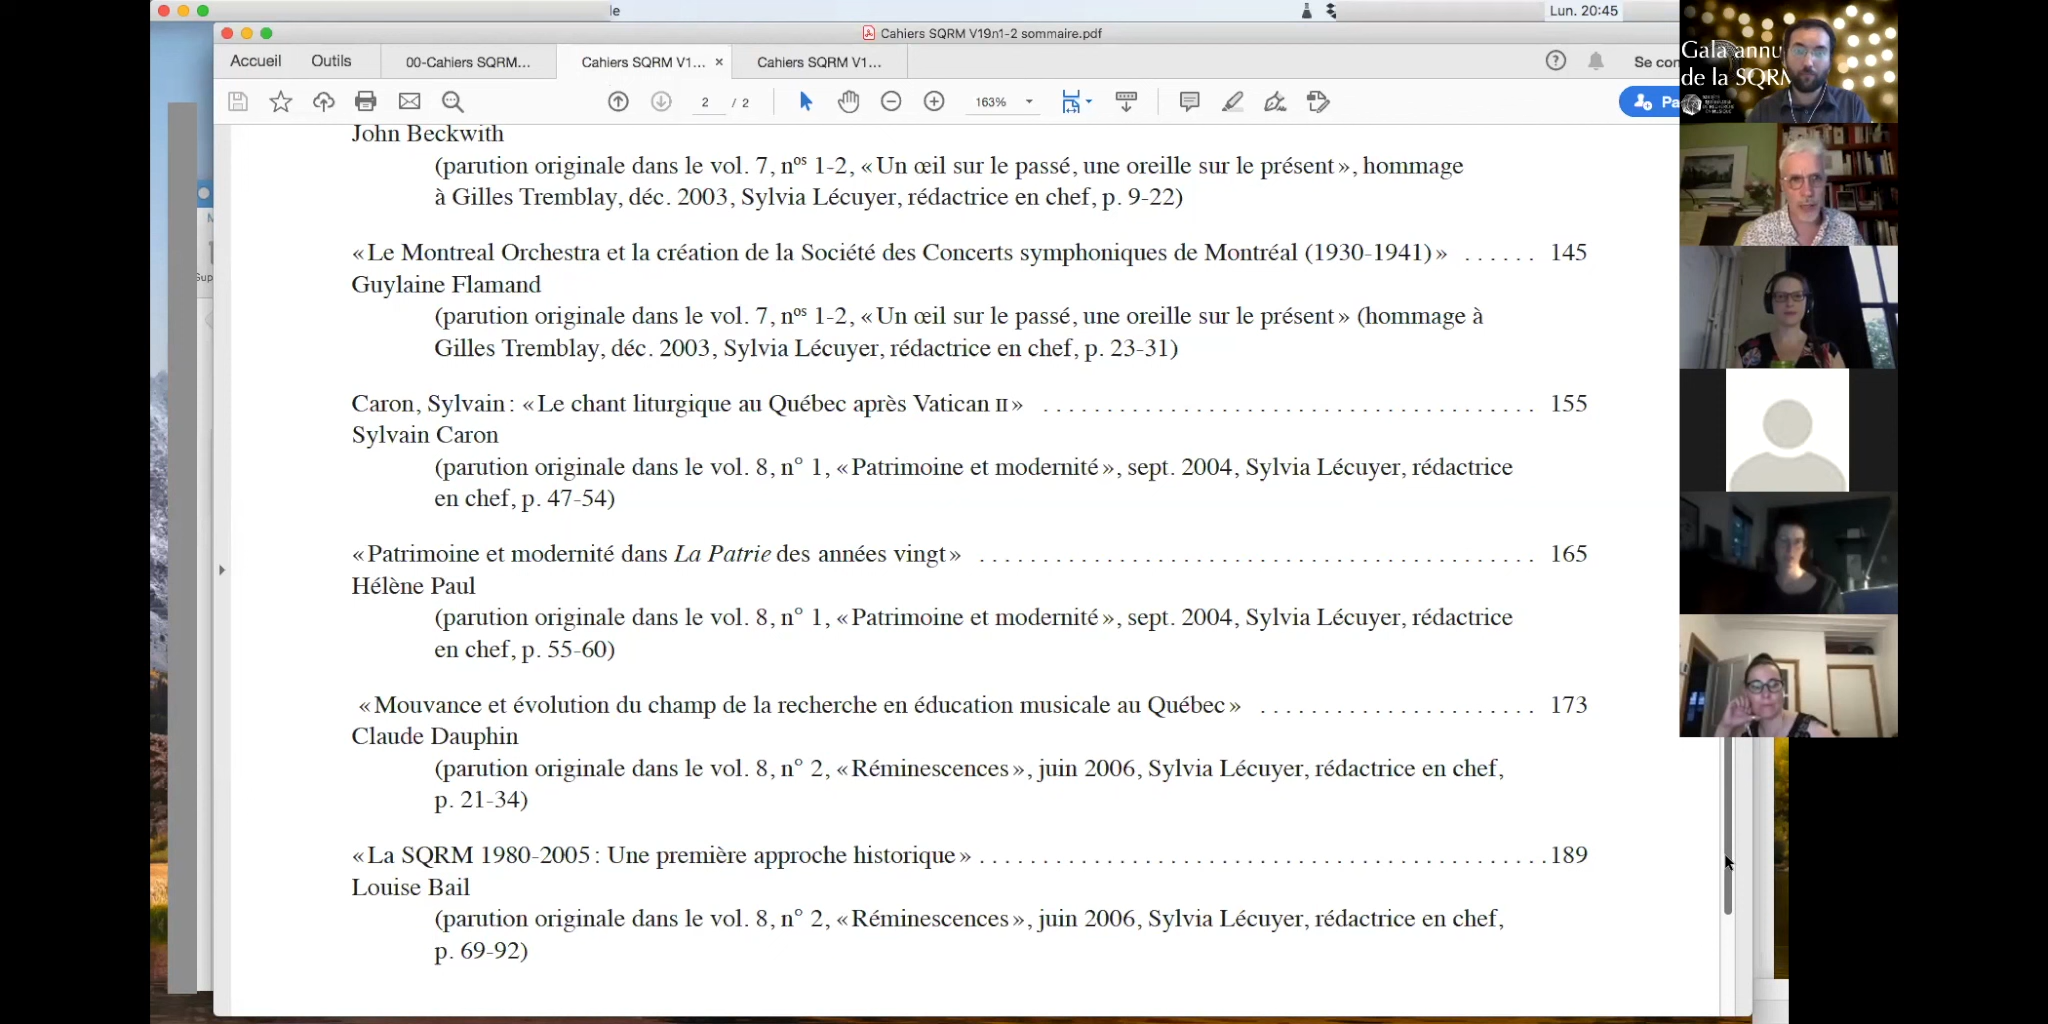 le
Lun. 20:45
Cahiers SQRM V19n1-2 sommaire.pdf
Accueil
Outils
00-Cahiers SQRM...
Cahiers SQRM V1... ×
Cahiers SQRM V1...
Se con
2 / 2
163%
Pa
Gala annu
de la SQRM
John Beckwith
(parution originale dans le vol. 7, nos 1-2, « Un œil sur le passé, une oreille sur le présent », hommage
à Gilles Tremblay, déc. 2003, Sylvia Lécuyer, rédactrice en chef, p. 9-22)
« Le Montreal Orchestra et la création de la Société des Concerts symphoniques de Montréal (1930-1941) » ...... 145
Guylaine Flamand
(parution originale dans le vol. 7, nos 1-2, « Un œil sur le passé, une oreille sur le présent » (hommage à
Gilles Tremblay, déc. 2003, Sylvia Lécuyer, rédactrice en chef, p. 23-31)
Caron, Sylvain : « Le chant liturgique au Québec après Vatican II » ........................................ 155
Sylvain Caron
(parution originale dans le vol. 8, n° 1, « Patrimoine et modernité », sept. 2004, Sylvia Lécuyer, rédactrice
en chef, p. 47-54)
« Patrimoine et modernité dans La Patrie des années vingt » ............................................. 165
Hélène Paul
(parution originale dans le vol. 8, n° 1, « Patrimoine et modernité », sept. 2004, Sylvia Lécuyer, rédactrice
en chef, p. 55-60)
« Mouvance et évolution du champ de la recherche en éducation musicale au Québec » ...................... 173
Claude Dauphin
(parution originale dans le vol. 8, n° 2, « Réminescences », juin 2006, Sylvia Lécuyer, rédactrice en chef,
p. 21-34)
« La SQRM 1980-2005 : Une première approche historique » ..............................................189
Louise Bail
(parution originale dans le vol. 8, n° 2, « Réminescences », juin 2006, Sylvia Lécuyer, rédactrice en chef,
p. 69-92)